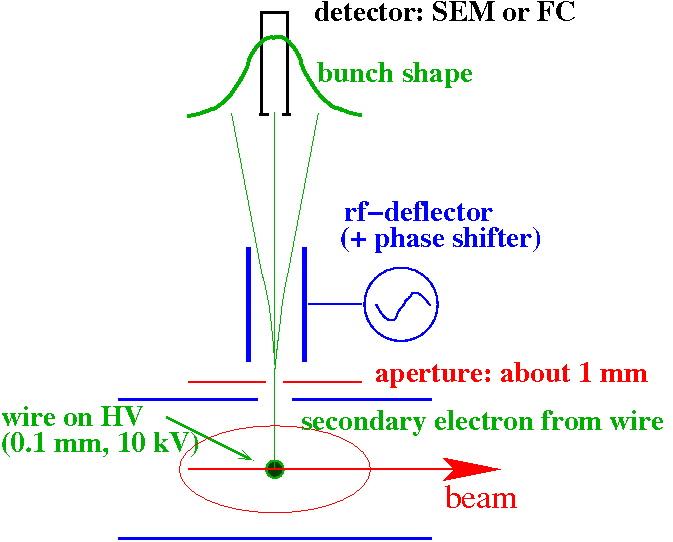 detector: SEM or FC
bunch shape
rf−deflector
(+ phase shifter)
aperture: about 1 mm
wire on HV
(0.1 mm, 10 kV)
secondary electron from wire
beam